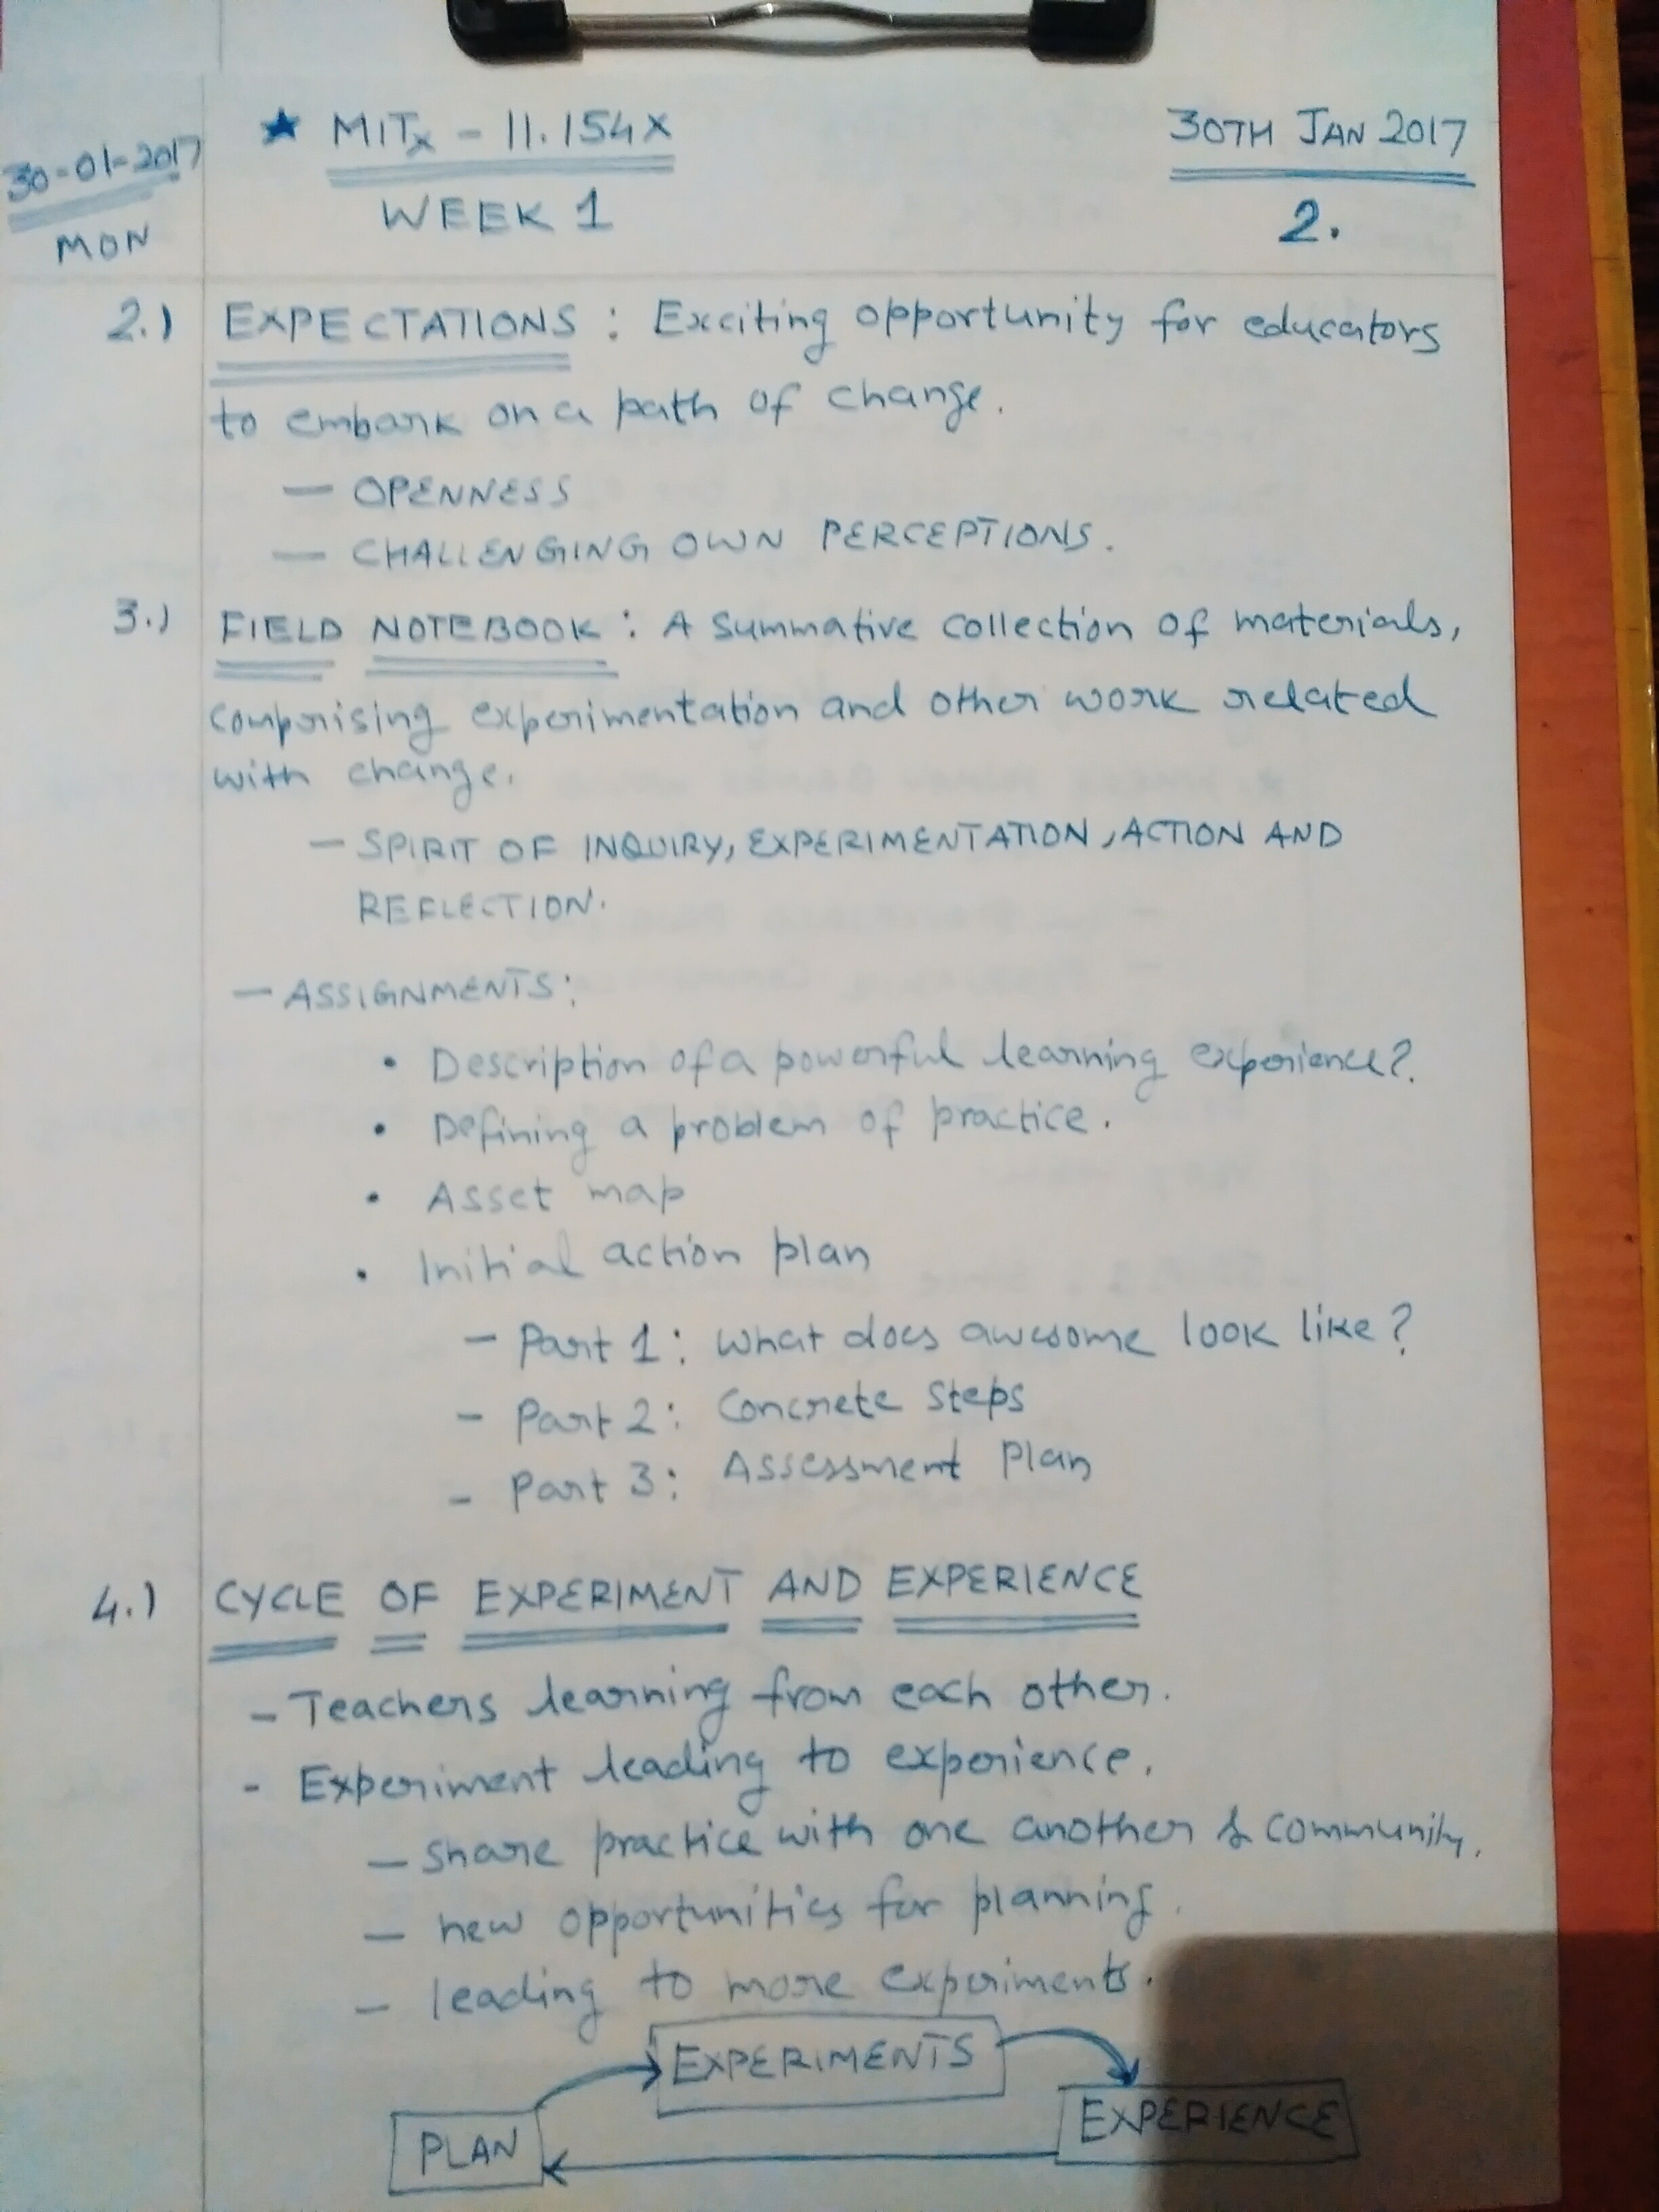 ★ MITx - 11.154X
30TH JAN 2017
30-01-2017
MON
WEEK 1
2.
2.) EXPECTATIONS : Exciting opportunity for educators
to embark on a path of change.
— OPENNESS
— CHALLENGING OWN PERCEPTIONS.
3.) FIELD NOTEBOOK : A summative collection of materials,
comprising experimentation and other work related
with change.
— SPIRIT OF INQUIRY, EXPERIMENTATION, ACTION AND
REFLECTION.
— ASSIGNMENTS:
• Description of a powerful learning experience?
• Defining a problem of practice.
• Asset map
• Initial action plan
- Part 1: What does awesome look like?
- Part 2: Concrete Steps
- Part 3: Assessment Plan
4.) CYCLE OF EXPERIMENT AND EXPERIENCE
- Teachers learning from each other.
- Experiment leading to experience.
— share practice with one another & community.
— new opportunities for planning.
— leading to more experiments.
EXPERIMENTS
EXPERIENCE
PLAN